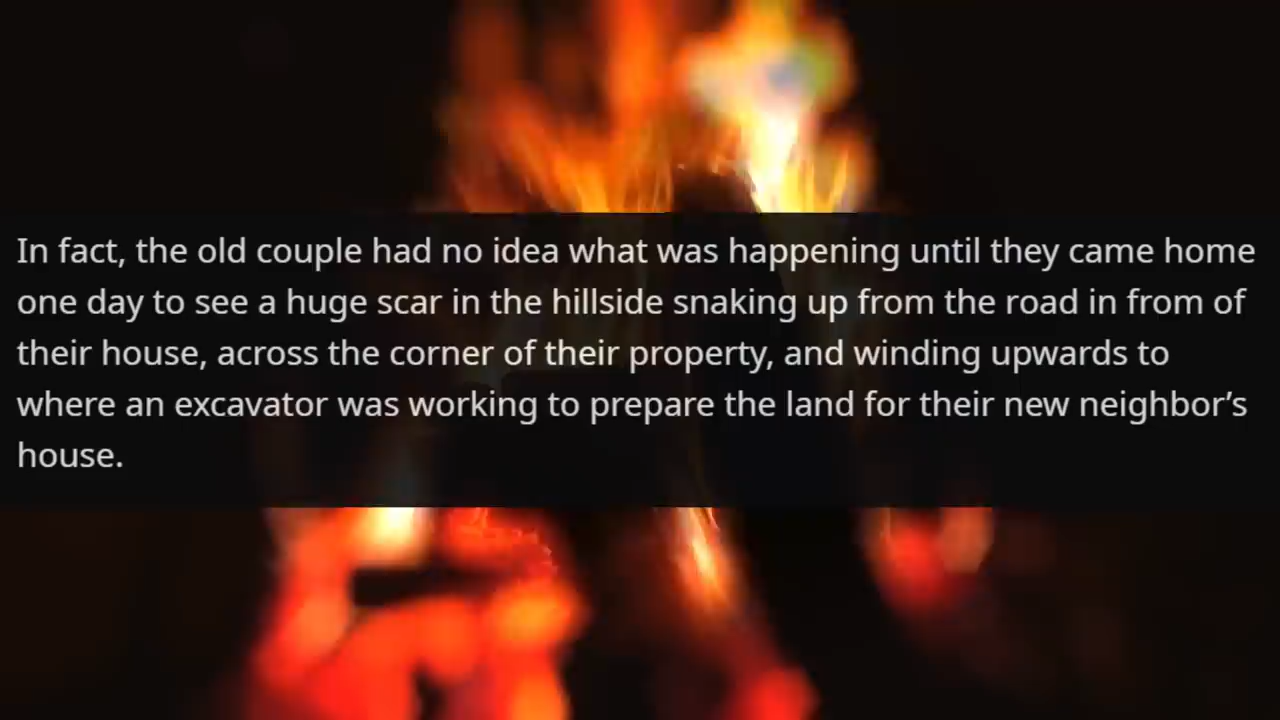 In fact, the old couple had no idea what was happening until they came home
one day to see a huge scar in the hillside snaking up from the road in from of
their house, across the corner of their property, and winding upwards to
where an excavator was working to prepare the land for their new neighbor’s
house.